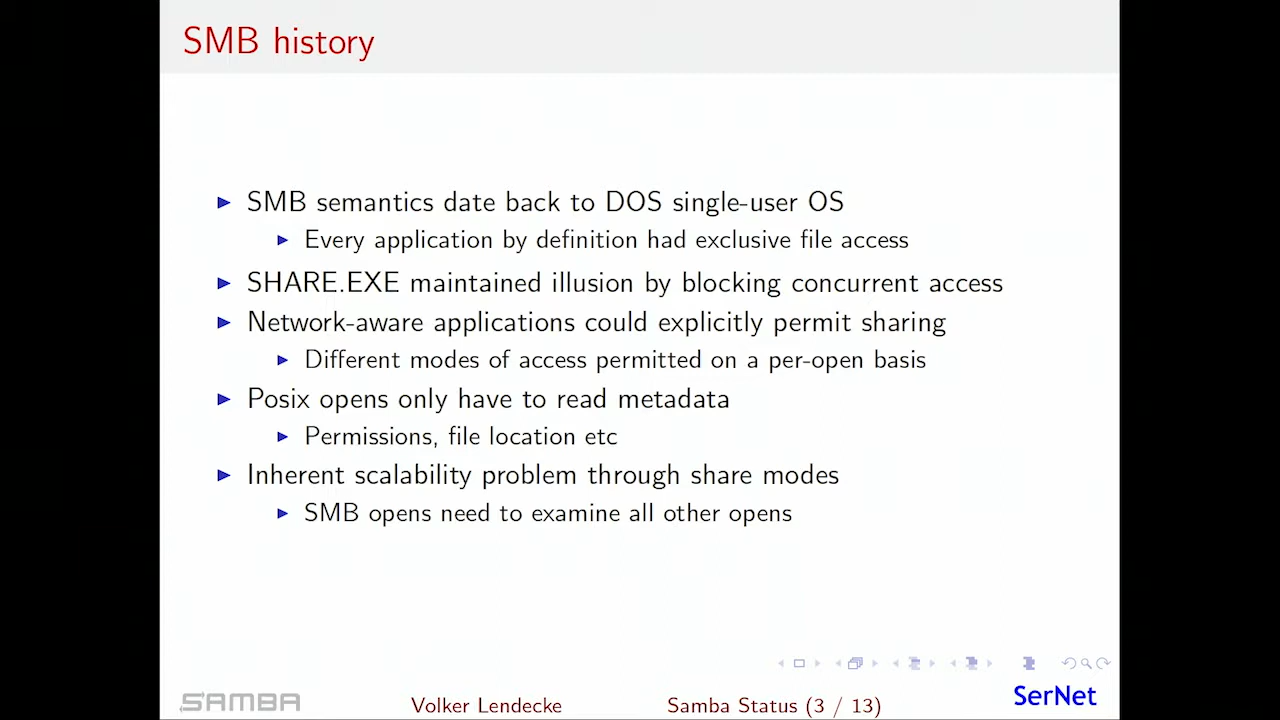 SMB history
SMB semantics date back to DOS single-user OS
Every application by definition had exclusive file access
SHARE.EXE maintained illusion by blocking concurrent access
Network-aware applications could explicitly permit sharing
Different modes of access permitted on a per-open basis
Posix opens only have to read metadata
Permissions, file location etc
Inherent scalability problem through share modes
SMB opens need to examine all other opens
SAMBA
Volker Lendecke
Samba Status (3 / 13)
SerNet